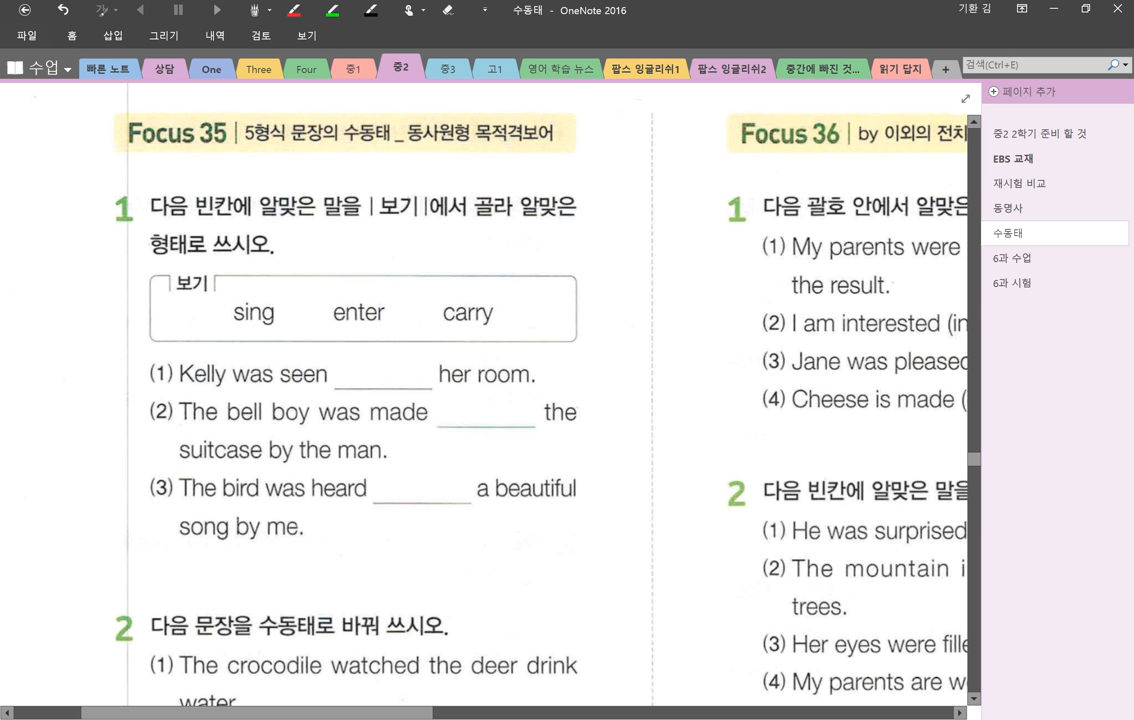 수동태 - OneNote 2016
기환 김
파일 홈 삽입 그리기 내역 검토 보기
수업 빠른 노트 상담 One Three Four 중1 중2 중3 고1 영어 학습 뉴스 팝스 잉글리쉬1 팝스 잉글리쉬2 중간에 빠진 것... 읽기 답지 + 검색(Ctrl+E)
Focus 35 | 5형식 문장의 수동태 _ 동사원형 목적격보어
1 다음 빈칸에 알맞은 말을 |보기|에서 골라 알맞은
형태로 쓰시오.
보기
sing enter carry
(1) Kelly was seen ________ her room.
(2) The bell boy was made ________ the
suitcase by the man.
(3) The bird was heard ________ a beautiful
song by me.
2 다음 문장을 수동태로 바꿔 쓰시오.
(1) The crocodile watched the deer drink
water
Focus 36 | by 이외의 전치
1 다음 괄호 안에서 알맞은
(1) My parents were
the result.
(2) I am interested (in
(3) Jane was pleased
(4) Cheese is made (
2 다음 빈칸에 알맞은 말을
(1) He was surprised
(2) The mountain i
trees.
(3) Her eyes were fille
(4) My parents are w
페이지 추가
중2 2학기 준비 할 것
EBS 교재
재시험 비교
동명사
수동태
6과 수업
6과 시험